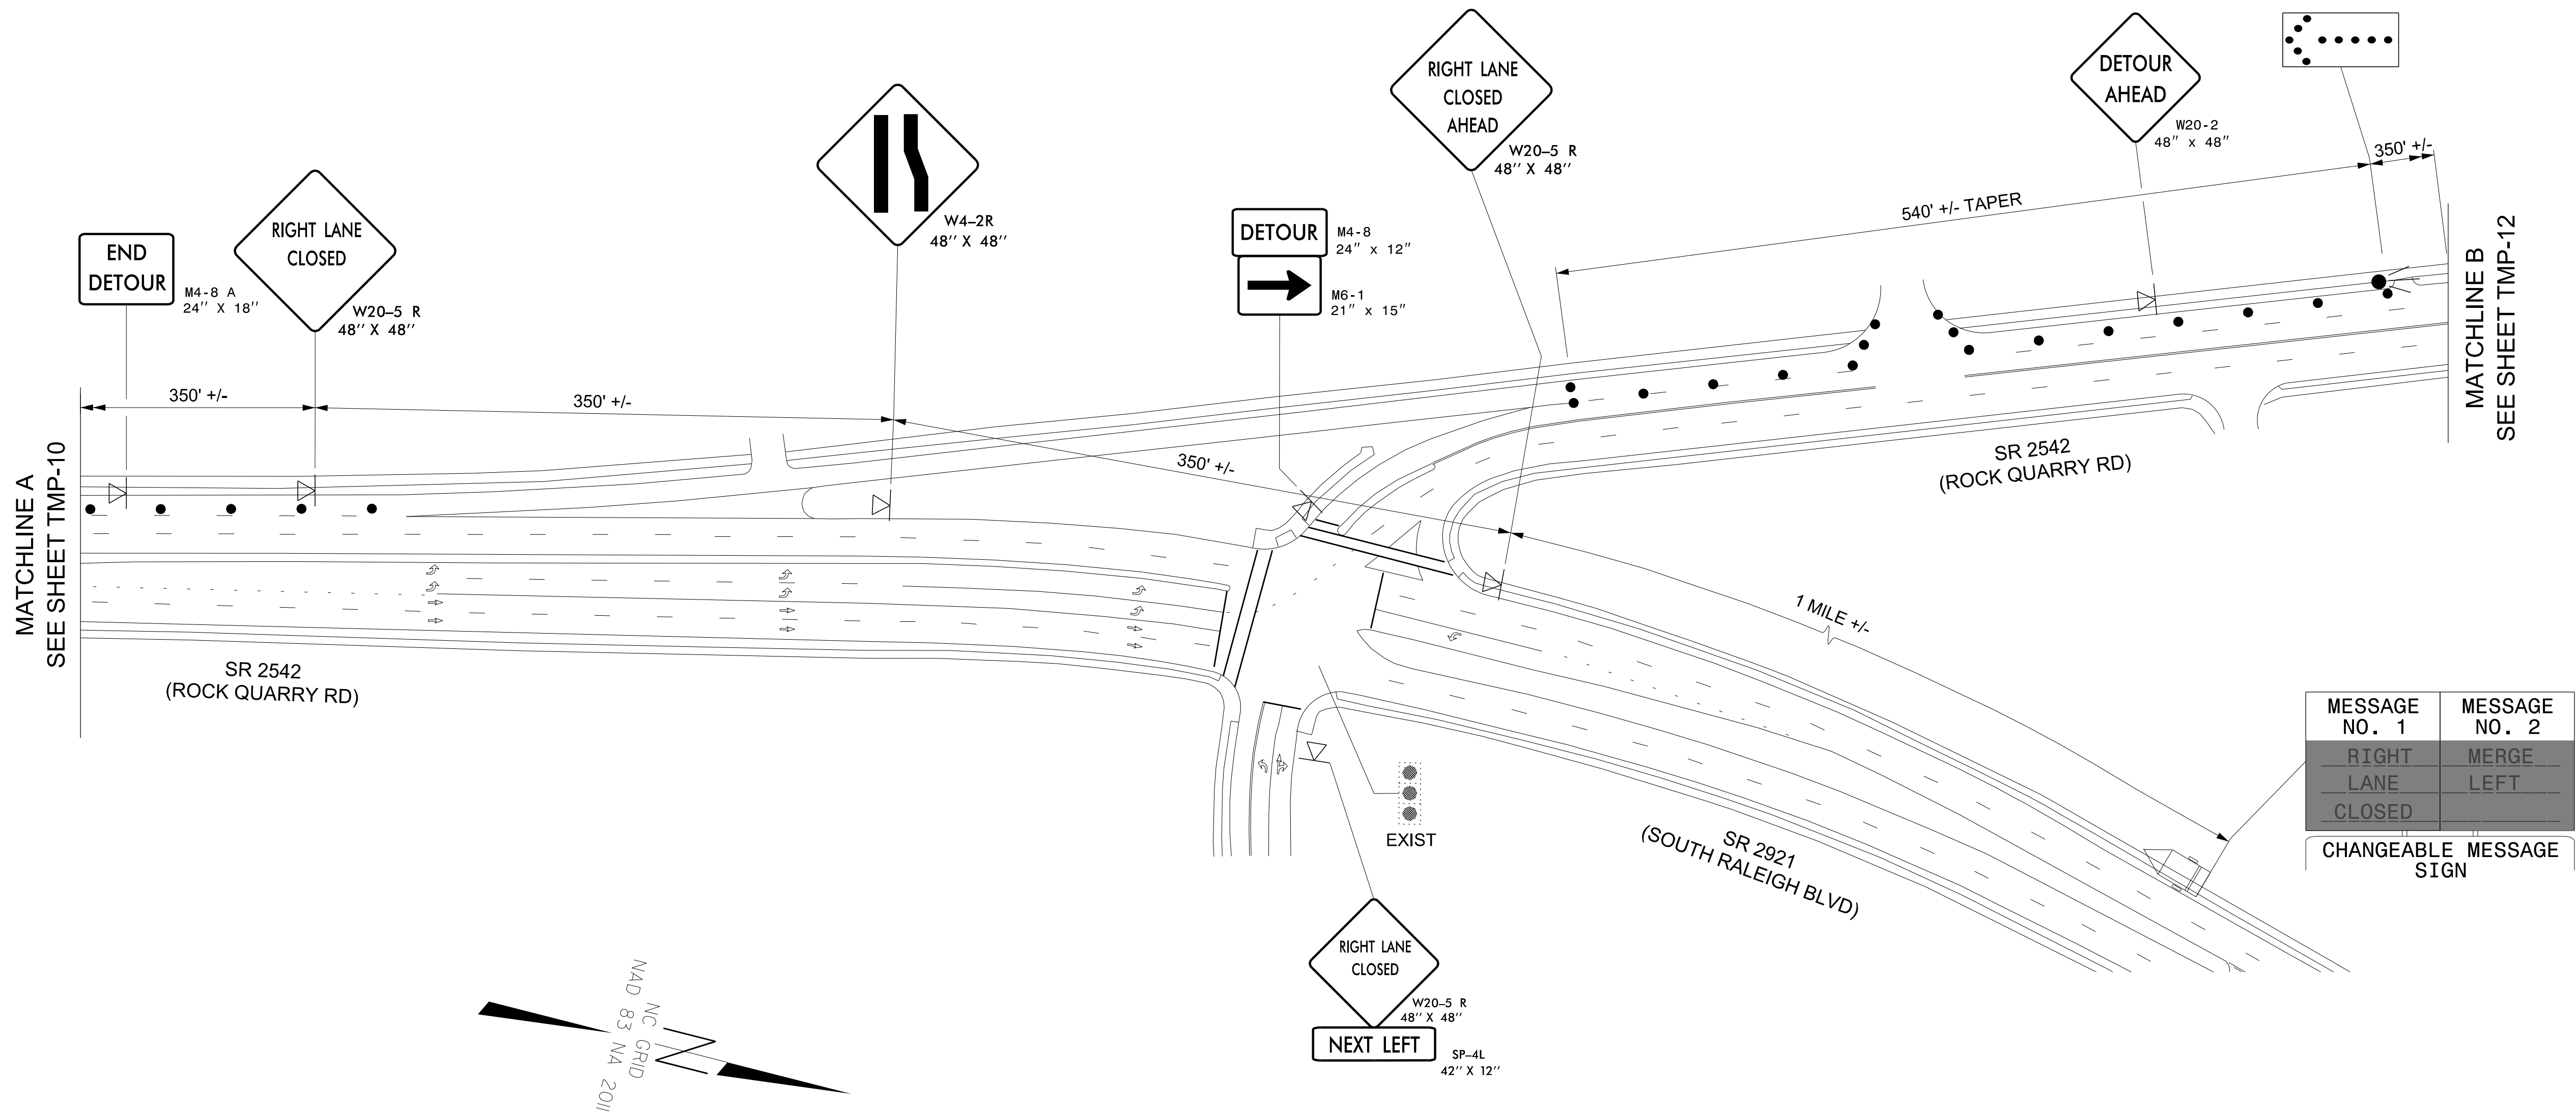 RIGHT LANE
CLOSED
AHEAD
W20-5 R
48" X 48"
DETOUR
AHEAD
W20-2
48" x 48"
350' +/-
540' +/- TAPER
MATCHLINE B
SEE SHEET TMP-12
W4-2R
48" X 48"
DETOUR
M4-8
24" x 12"
M6-1
21" x 15"
END
DETOUR
M4-8 A
24" X 18"
RIGHT LANE
CLOSED
W20-5 R
48" X 48"
350' +/-
350' +/-
350' +/-
MATCHLINE A
SEE SHEET TMP-10
SR 2542
(ROCK QUARRY RD)
SR 2542
(ROCK QUARRY RD)
1 MILE +/-
MESSAGE
NO. 1
MESSAGE
NO. 2
RIGHT
LANE
CLOSED
MERGE
LEFT
CHANGEABLE MESSAGE
SIGN
EXIST
SR 2921
(SOUTH RALEIGH BLVD)
RIGHT LANE
CLOSED
W20-5 R
48" X 48"
NEXT LEFT
SP-4L
42" X 12"
NC GRID
NAD 83 NA 2011